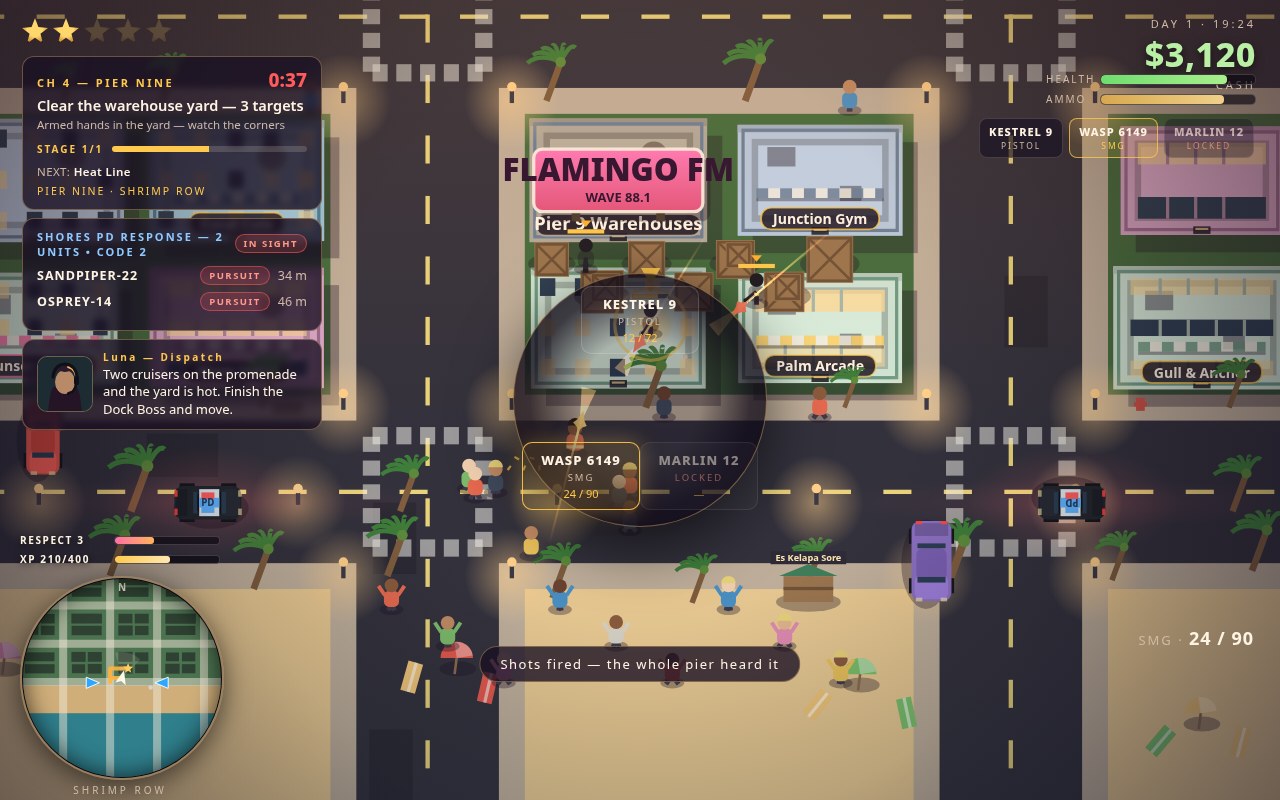 CH 4 — PIER NINE 0:37
Clear the warehouse yard — 3 targets
Armed hands in the yard — watch the corners
STAGE 1/1
NEXT: Heat Line
PIER NINE · SHRIMP ROW
SHORES PD RESPONSE — 2 UNITS • CODE 2
IN SIGHT
SANDPIPER-22 PURSUIT 34 m
OSPREY-14 PURSUIT 46 m
Luna — Dispatch
Two cruisers on the promenade
and the yard is hot. Finish the
Dock Boss and move.
DAY 1 · 19:24
$3,120
CASH
HEALTH
AMMO
KESTREL 9
PISTOL
WASP 6149
SMG
MARLIN 12
LOCKED
FLAMINGO FM
WAVE 88.1
Pier 9 Warehouses
Junction Gym
Palm Arcade
Gull & Anchor
KESTREL 9
PISTOL
12 / 72
WASP 6149
SMG
24 / 90
MARLIN 12
LOCKED
—
PD
PD
Es Kelapa Sore
Shots fired — the whole pier heard it
SMG · 24 / 90
RESPECT 3
XP 210/400
N
SHRIMP ROW